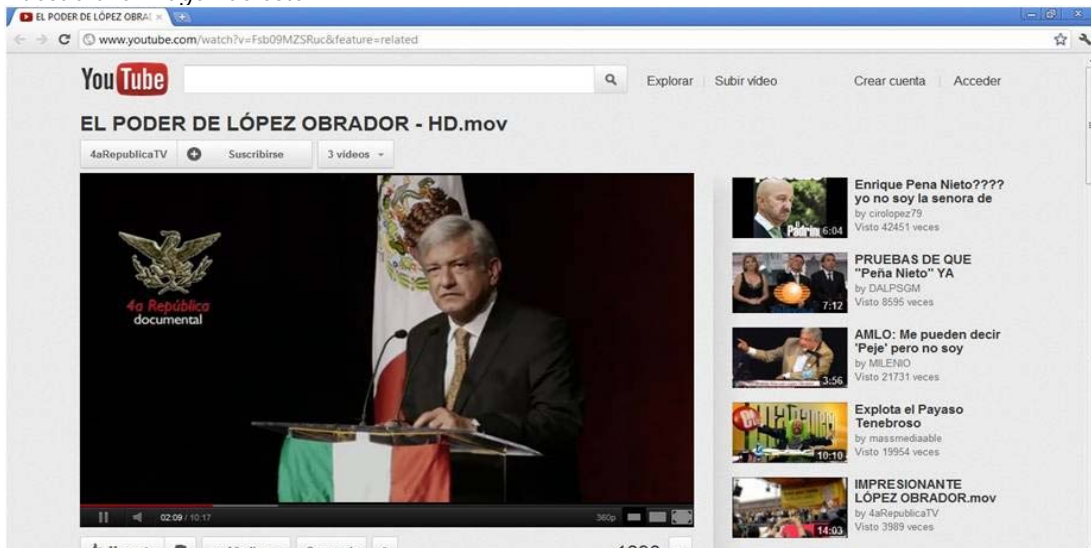 EL PODER DE LÓPEZ OBRA
www.youtube.com/watch?v=Fsb09MZSRuc&feature=related
YouTube
Explorar
Subir vídeo
Crear cuenta
Acceder
EL PODER DE LÓPEZ OBRADOR - HD.mov
4aRepublicaTV
Suscribirse
3 vídeos
4a República
documental
02:09 / 10:17
360p
Enrique Pena Nieto????
yo no soy la senora de
by cirolopez79
Visto 42451 veces
6:04
PRUEBAS DE QUE
"Peña Nieto" YA
by DALPSGM
Visto 8595 veces
7:12
AMLO: Me pueden decir
'Peje' pero no soy
by MILENIO
Visto 21731 veces
3:56
Explota el Payaso
Tenebroso
by massmediaable
Visto 19954 veces
10:10
IMPRESIONANTE
LÓPEZ OBRADOR.mov
by 4aRepublicaTV
Visto 3989 veces
14:03